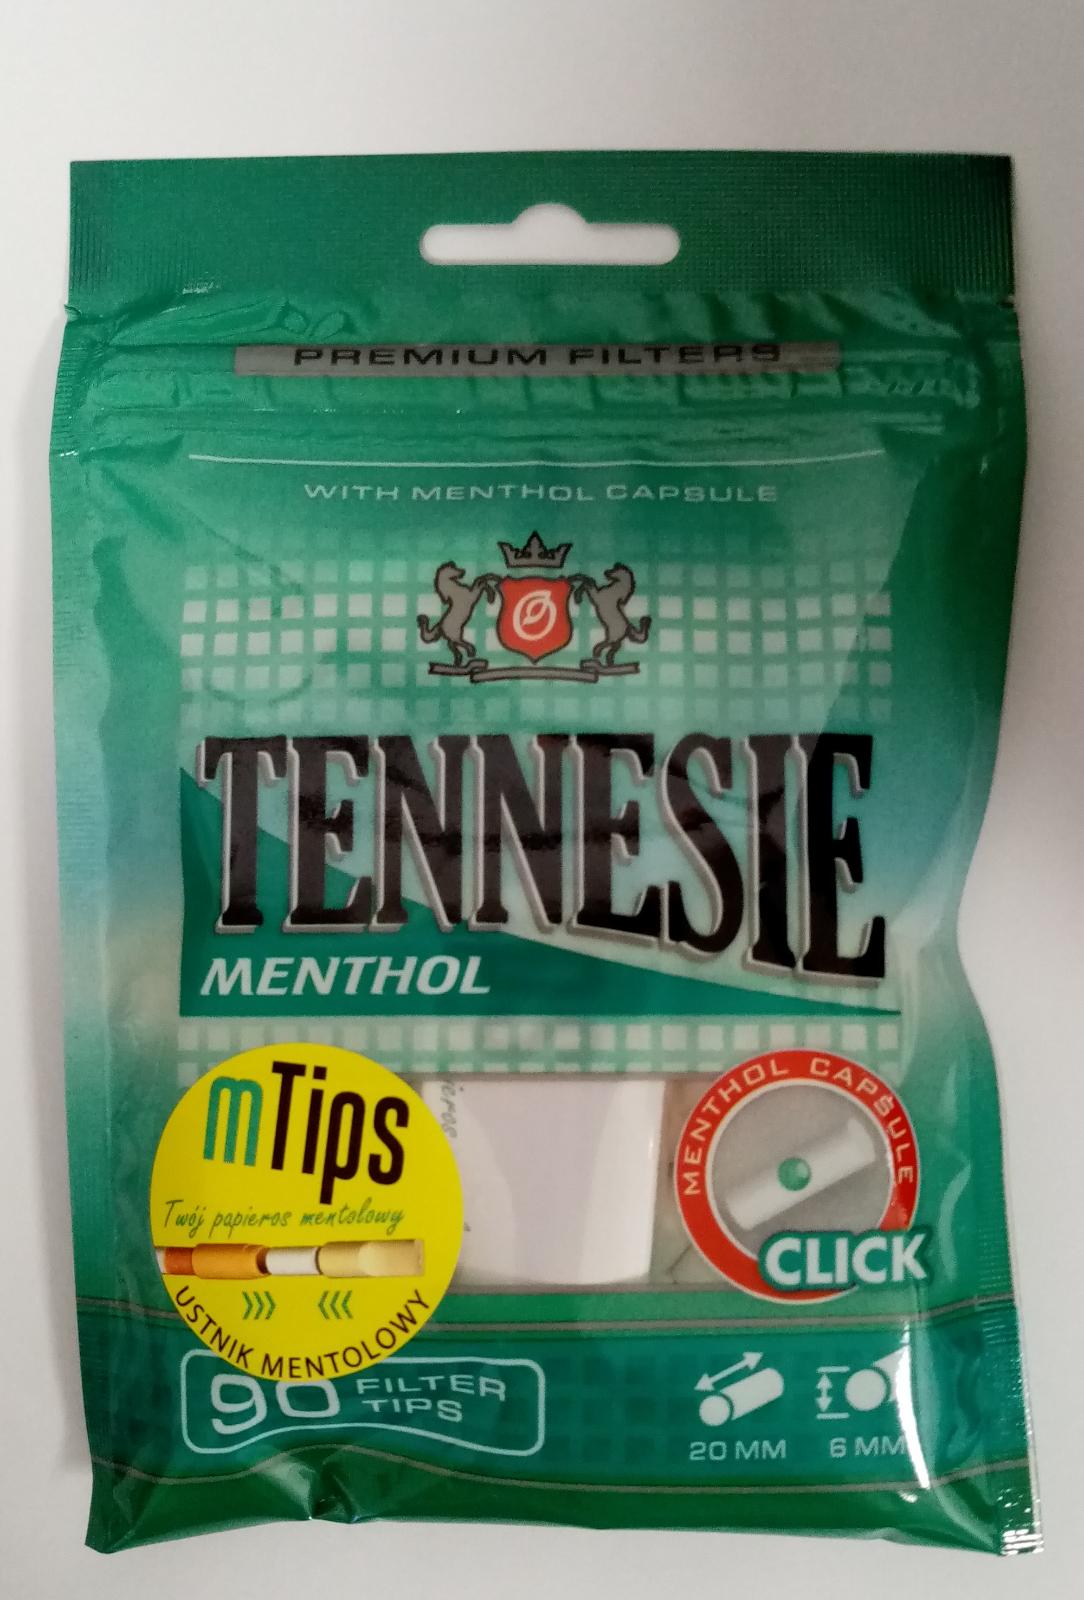 PREMIUM FILTERS
WITH MENTHOL CAPSULE
TENNESIE
MENTHOL
mTips
Twój papieros mentolowy
USTNIK MENTOLOWY
MENTHOL CAPSULE
CLICK
90 FILTER
TIPS
20 MM
6 MM